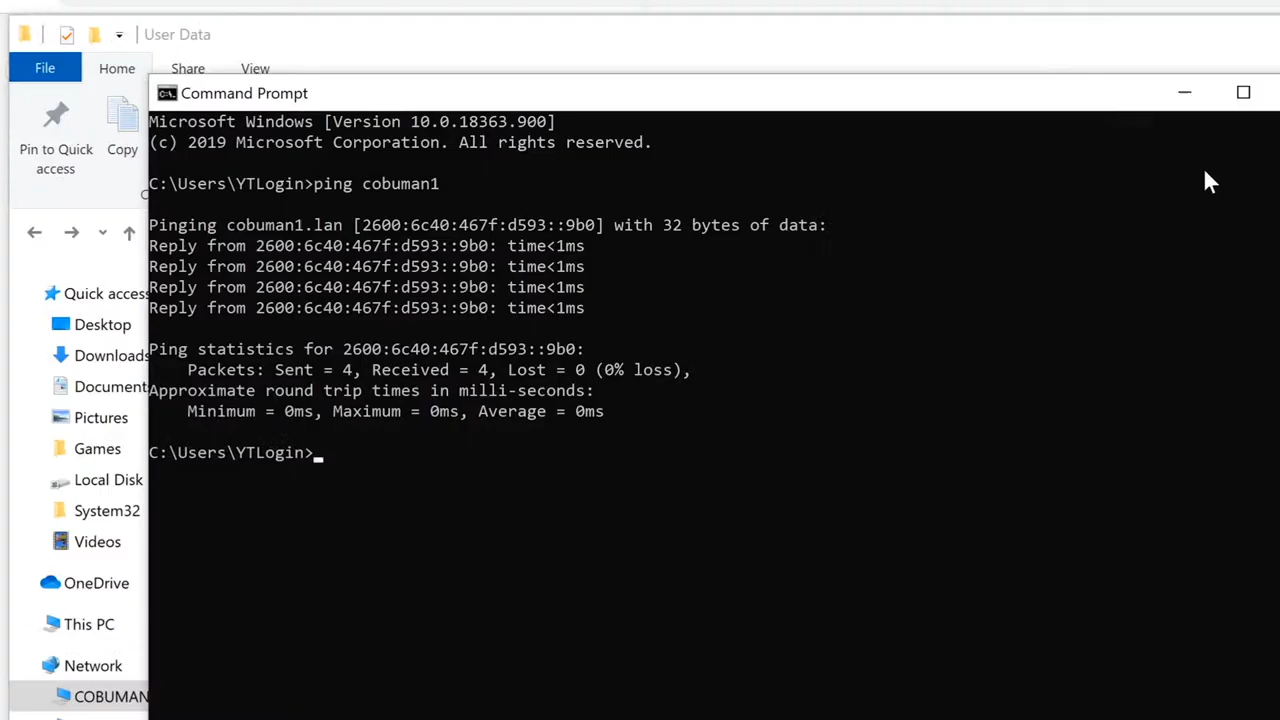 User Data
File Home Share View
Command Prompt
Pin to Quick access
Copy
Microsoft Windows [Version 10.0.18363.900]
(c) 2019 Microsoft Corporation. All rights reserved.
C:\Users\YTLogin>ping cobuman1
Pinging cobuman1.lan [2600:6c40:467f:d593::9b0] with 32 bytes of data:
Reply from 2600:6c40:467f:d593::9b0: time<1ms
Reply from 2600:6c40:467f:d593::9b0: time<1ms
Reply from 2600:6c40:467f:d593::9b0: time<1ms
Reply from 2600:6c40:467f:d593::9b0: time<1ms
Ping statistics for 2600:6c40:467f:d593::9b0:
Packets: Sent = 4, Received = 4, Lost = 0 (0% loss),
Approximate round trip times in milli-seconds:
Minimum = 0ms, Maximum = 0ms, Average = 0ms
C:\Users\YTLogin>
Quick access
Desktop
Downloads
Document
Pictures
Games
Local Disk
System32
Videos
OneDrive
This PC
Network
COBUMAN